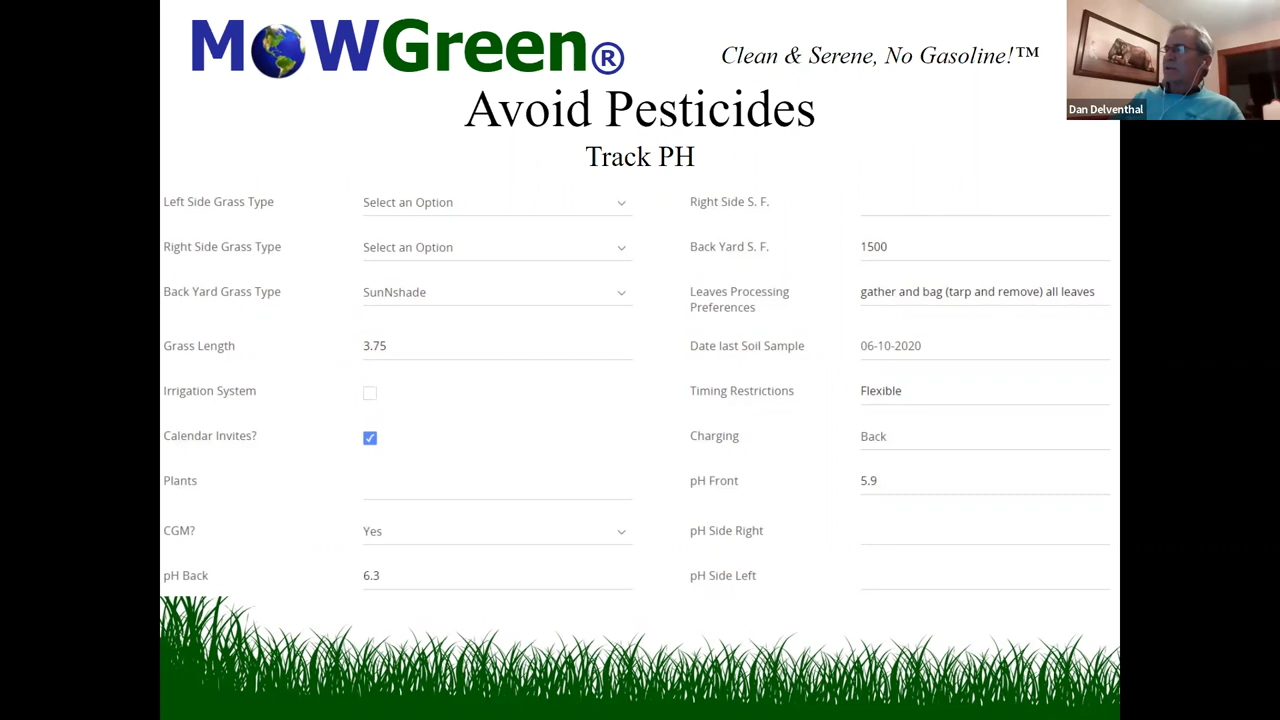 MOWGreen®
Clean & Serene, No Gasoline!™
Dan Delventhal
Avoid Pesticides
Track PH
Left Side Grass Type Select an Option Right Side S. F.
Right Side Grass Type Select an Option Back Yard S. F. 1500
Back Yard Grass Type SunNshade Leaves Processing gather and bag (tarp and remove) all leaves
Preferences
Grass Length 3.75 Date last Soil Sample 06-10-2020
Irrigation System Timing Restrictions Flexible
Calendar Invites? Charging Back
Plants pH Front 5.9
CGM? Yes pH Side Right
pH Back 6.3 pH Side Left